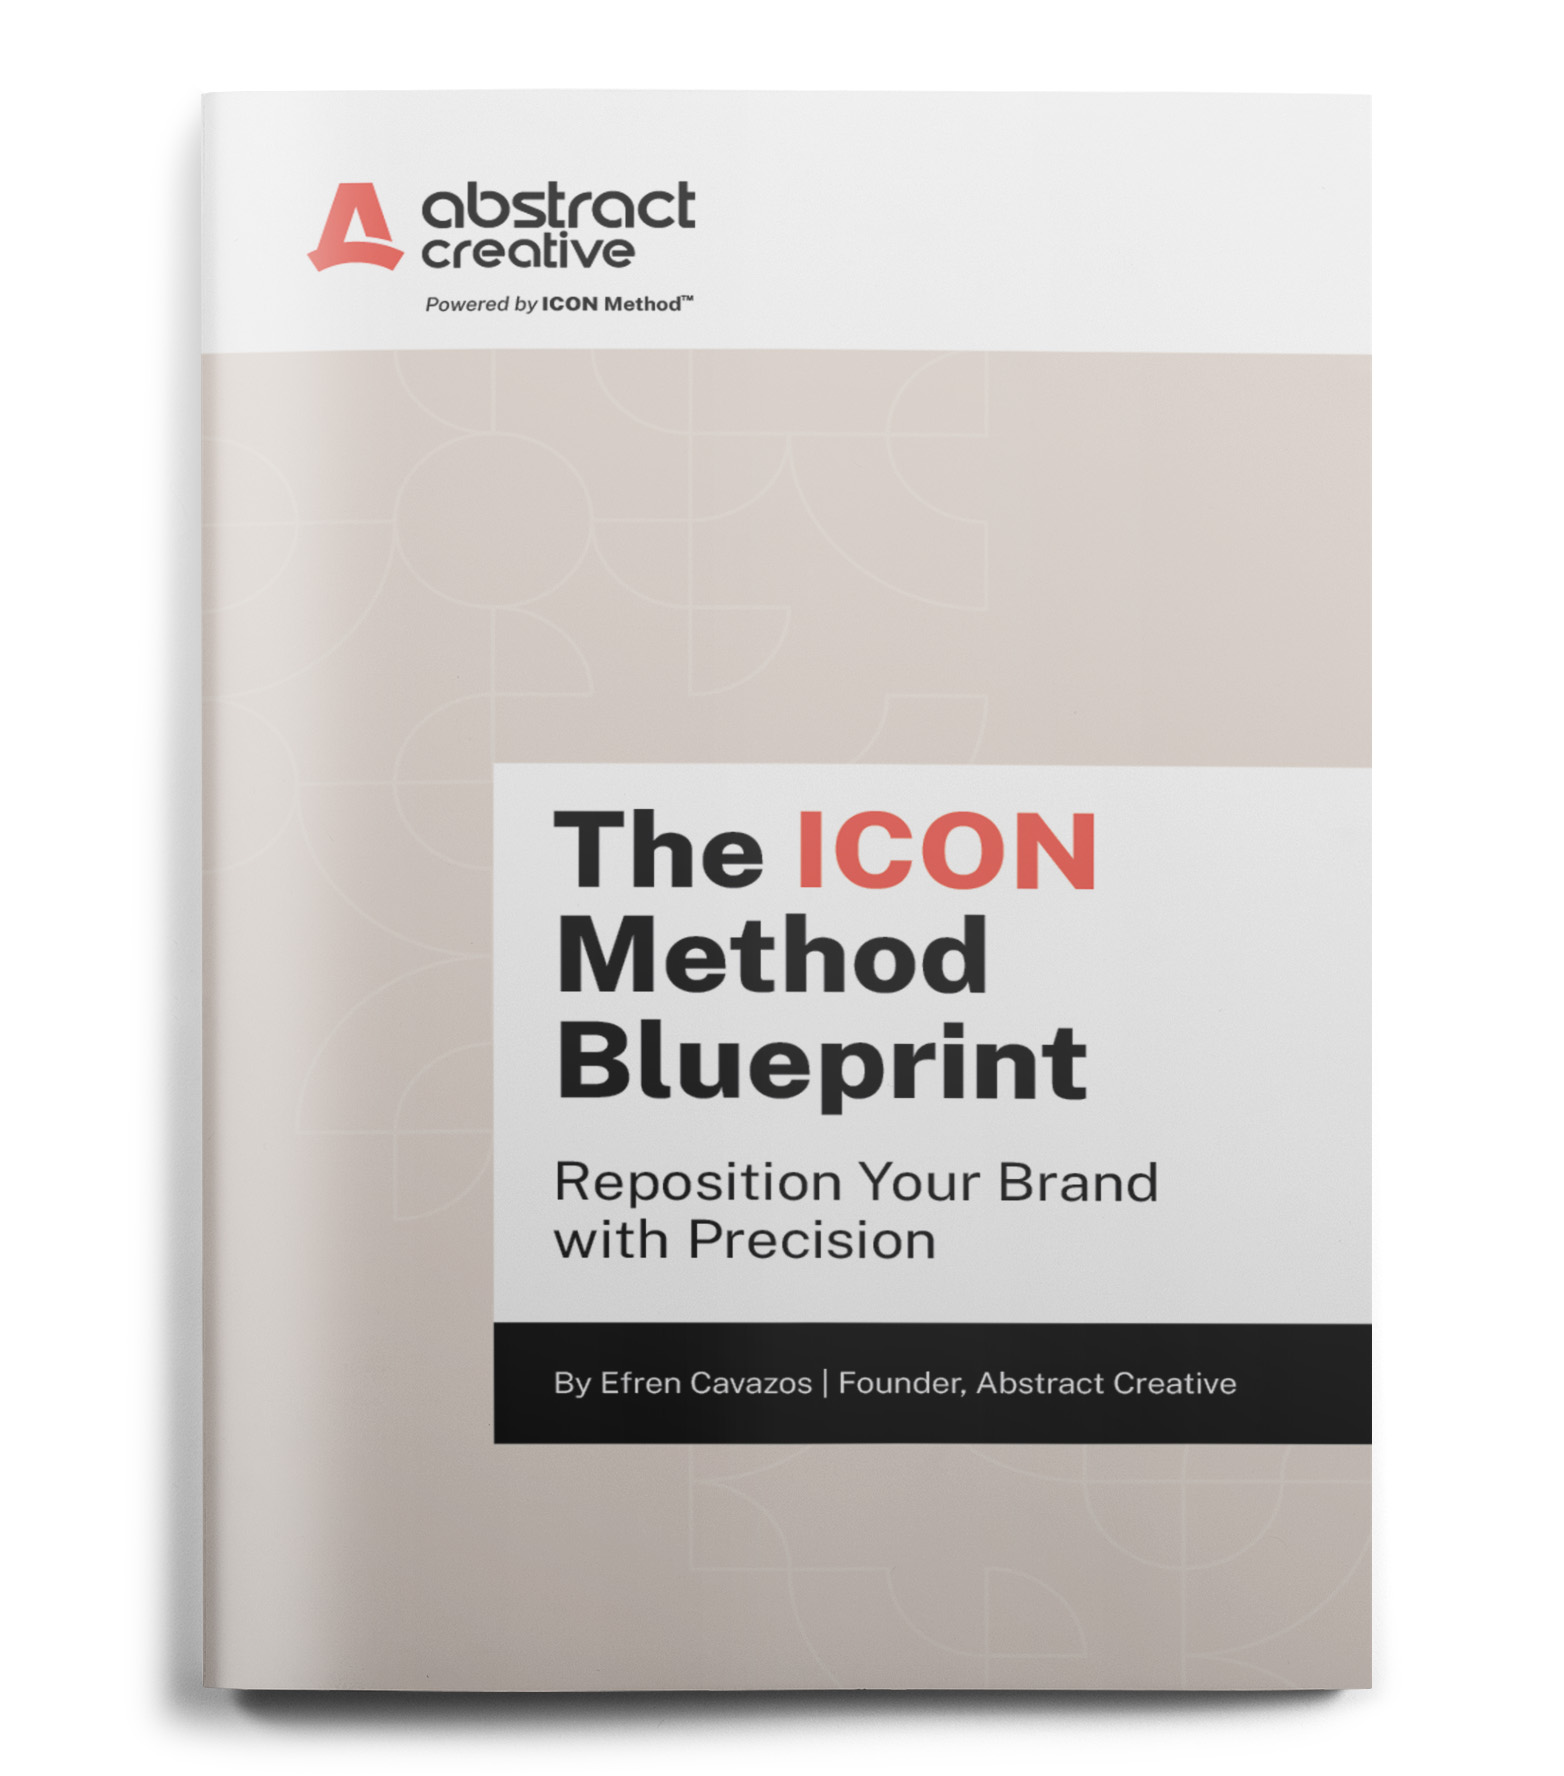 abstract
creative
Powered by ICON Method™
The ICON
Method
Blueprint
Reposition Your Brand
with Precision
By Efren Cavazos | Founder, Abstract Creative